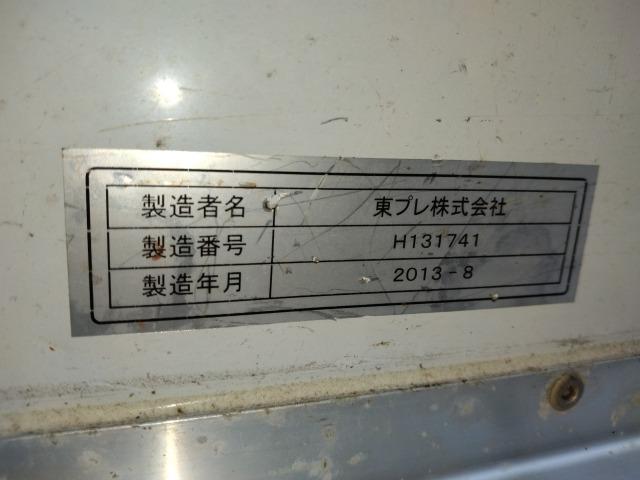 製造者名 東プレ株式会社
製造番号 H131741
製造年月 2013-8